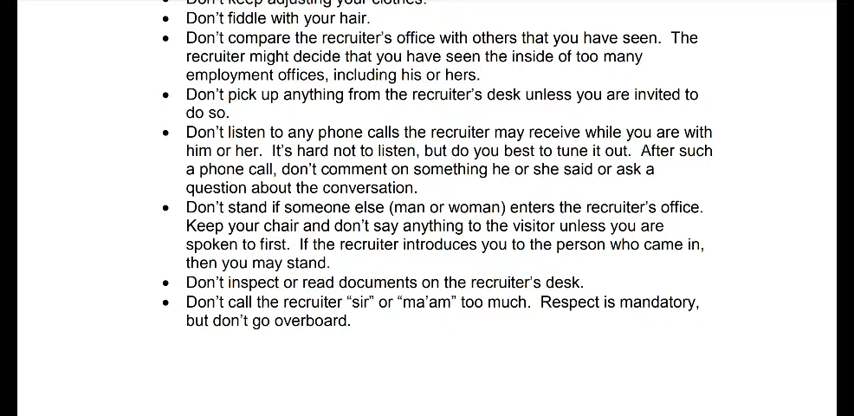 Don't keep adjusting your clothes.
• Don't fiddle with your hair.
• Don't compare the recruiter's office with others that you have seen.  The
recruiter might decide that you have seen the inside of too many
employment offices, including his or hers.
• Don't pick up anything from the recruiter's desk unless you are invited to
do so.
• Don't listen to any phone calls the recruiter may receive while you are with
him or her.  It's hard not to listen, but do you best to tune it out.  After such
a phone call, don't comment on something he or she said or ask a
question about the conversation.
• Don't stand if someone else (man or woman) enters the recruiter's office.
Keep your chair and don't say anything to the visitor unless you are
spoken to first.  If the recruiter introduces you to the person who came in,
then you may stand.
• Don't inspect or read documents on the recruiter's desk.
• Don't call the recruiter “sir” or “ma'am” too much.  Respect is mandatory,
but don't go overboard.